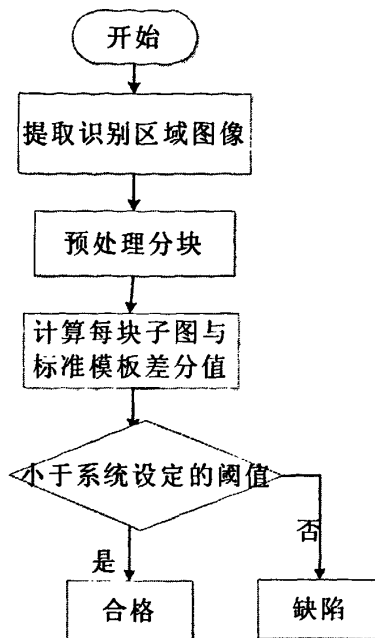 开始
提取识别区域图像
预处理分块
计算每块子图与
标准模板差分值
小于系统设定的阈值
是
否
合格
缺陷